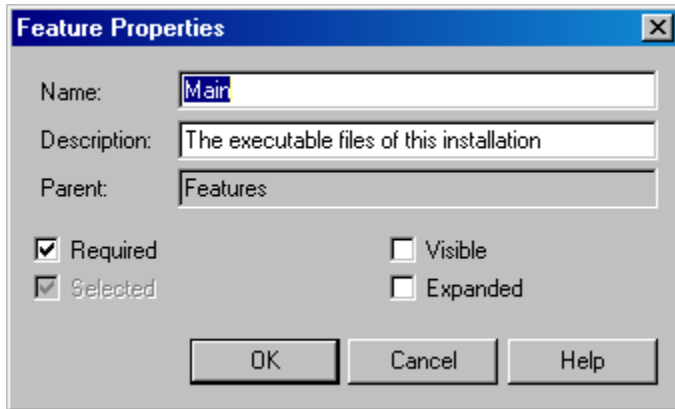 Feature Properties
Name: Main
Description: The executable files of this installation
Parent: Features
Required Visible
Selected Expanded
OK Cancel Help